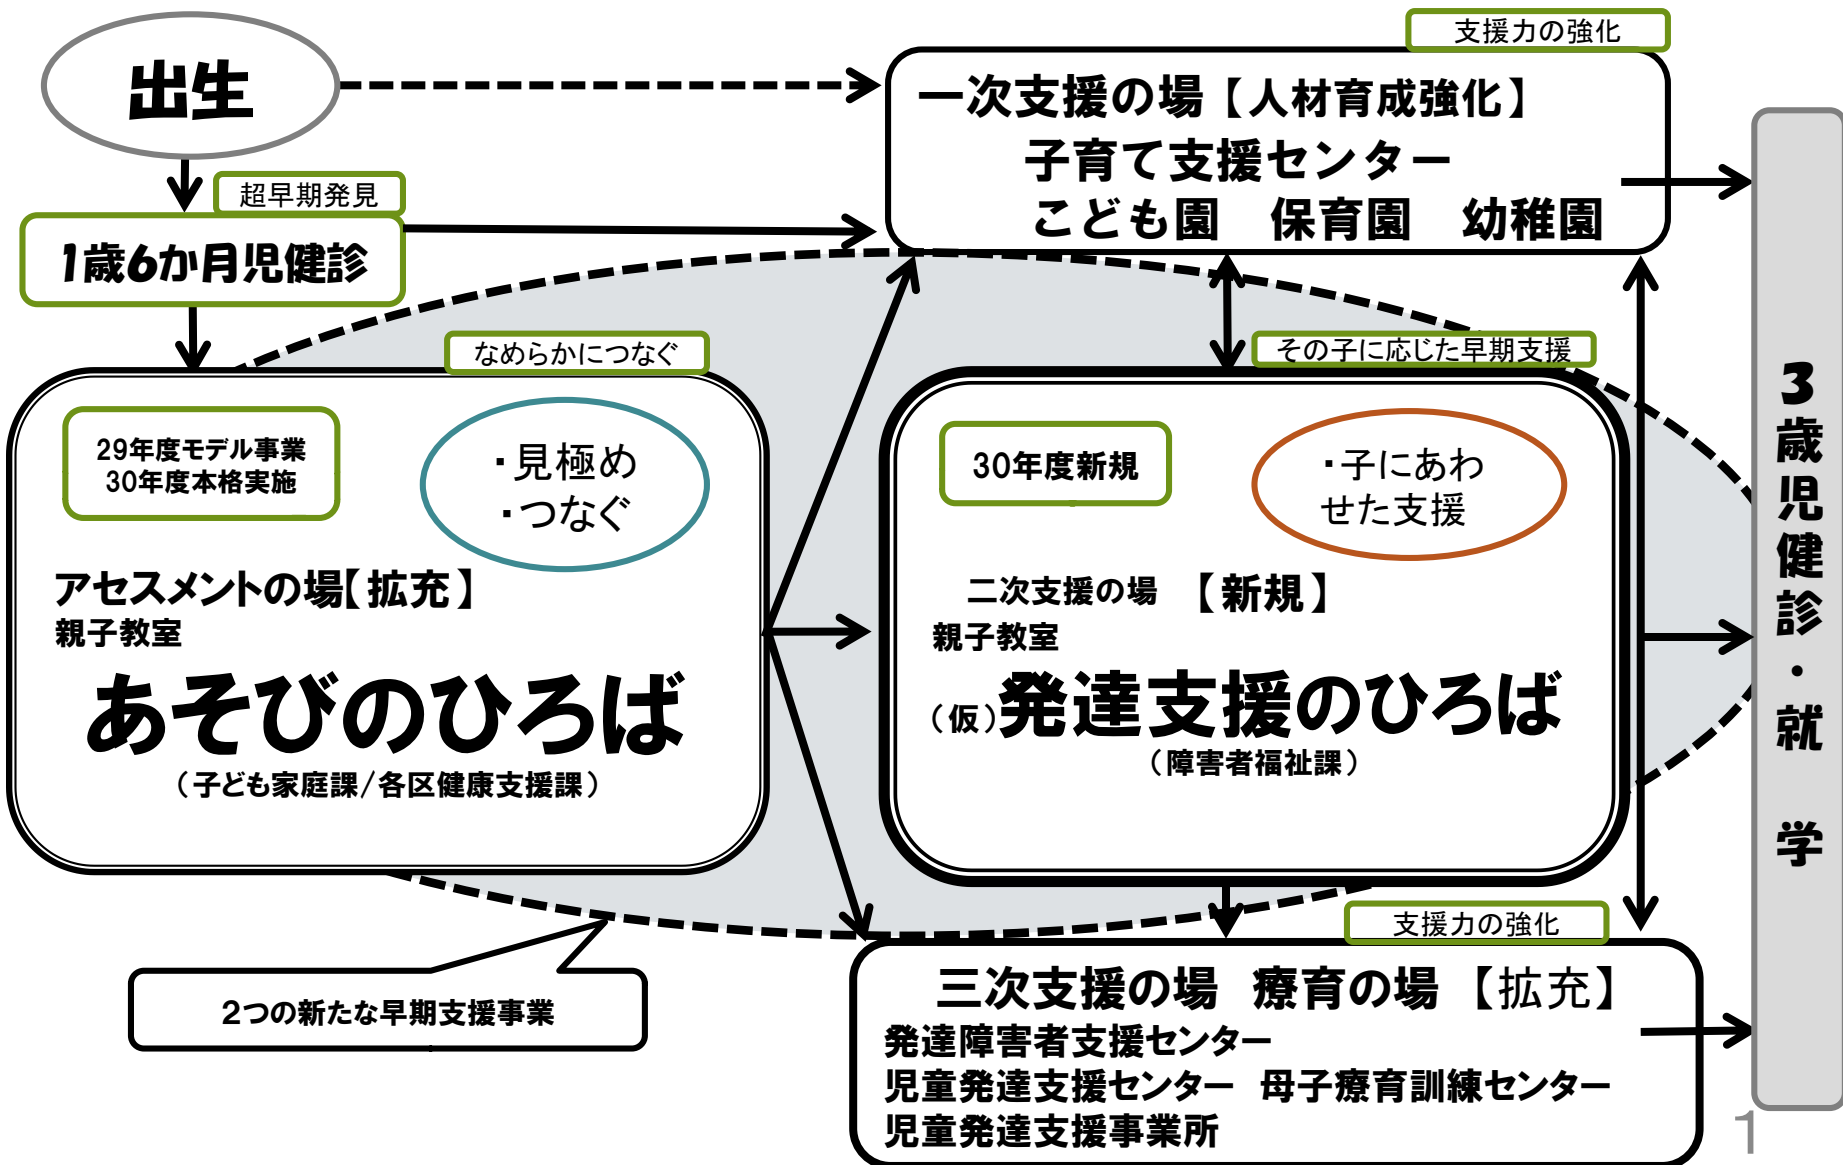 支援力の強化
出生
一次支援の場【人材育成強化】
子育て支援センター
こども園　保育園　幼稚園
超早期発見
1歳6か月児健診
なめらかにつなぐ
29年度モデル事業
30年度本格実施
・見極め
・つなぐ
アセスメントの場【拡充】
親子教室
あそびのひろば
（子ども家庭課/各区健康支援課）
その子に応じた早期支援
30年度新規
・子にあわ
せた支援
二次支援の場　【新規】
親子教室
（仮）発達支援のひろば
（障害者福祉課）
2つの新たな早期支援事業
支援力の強化
三次支援の場　療育の場【拡充】
発達障害者支援センター
児童発達支援センター　母子療育訓練センター
児童発達支援事業所
3歳児健診・就　学
1